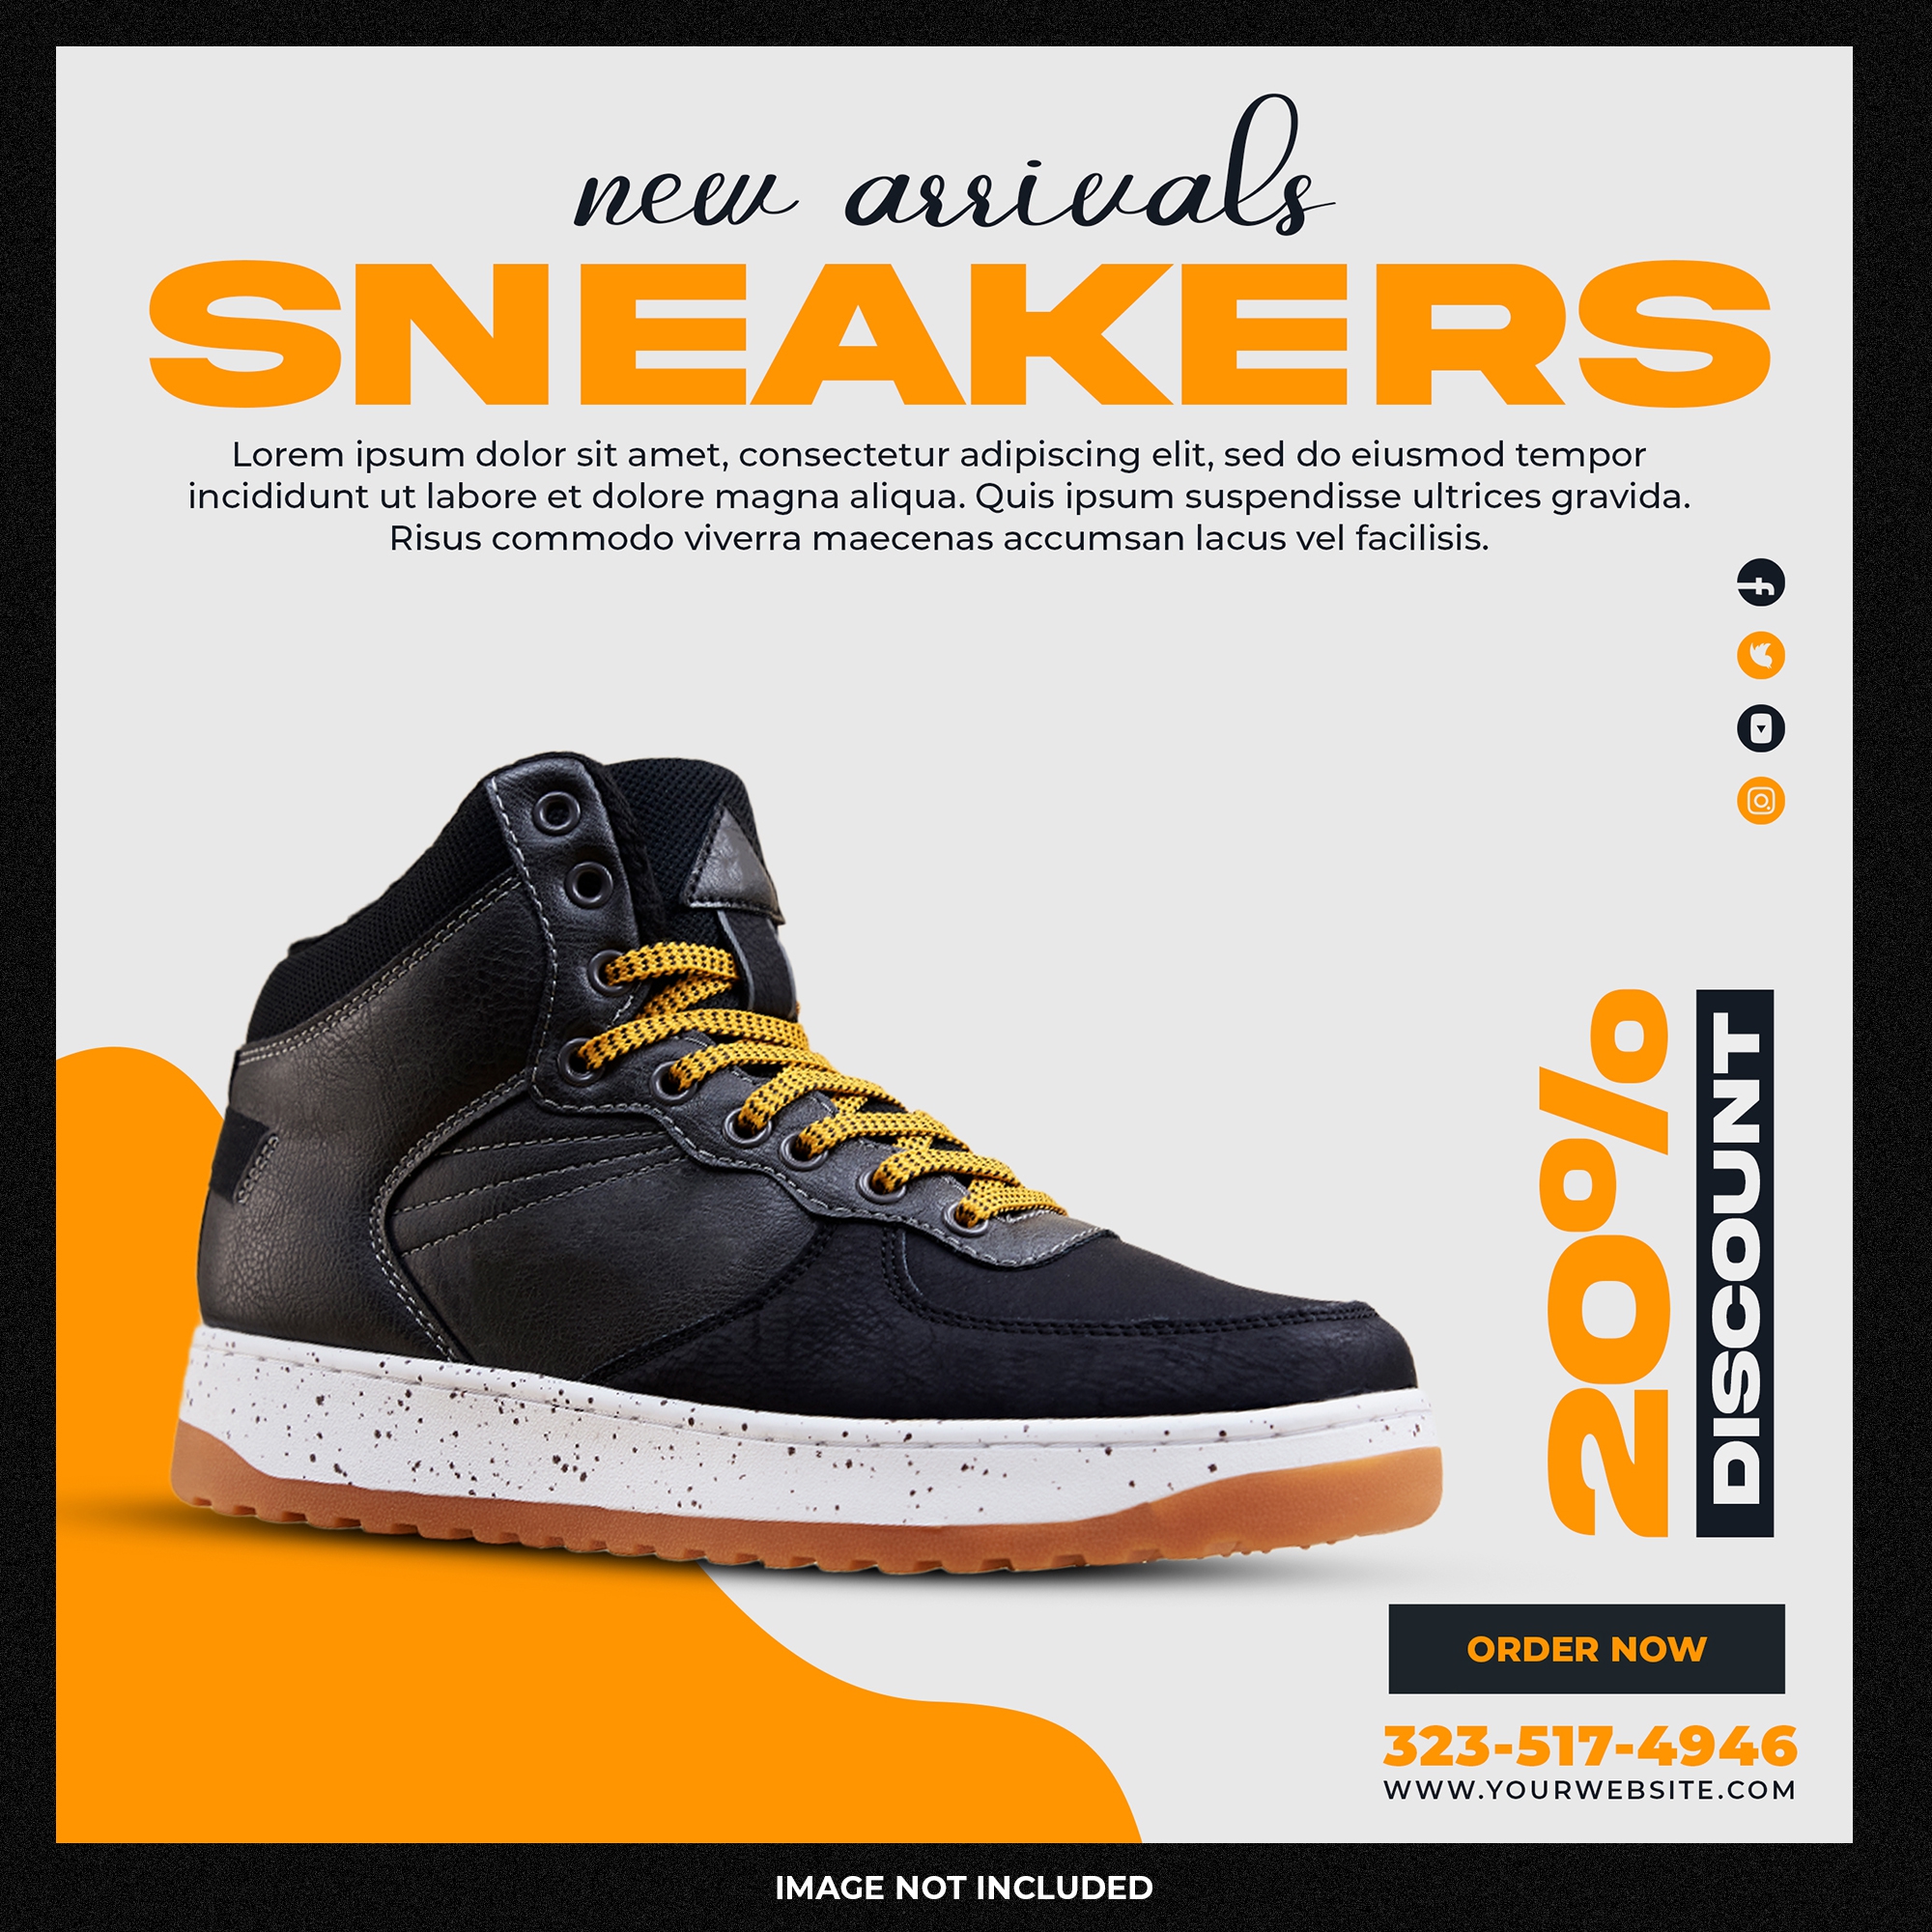 new arrivals
SNEAKERS
Lorem ipsum dolor sit amet, consectetur adipiscing elit, sed do eiusmod tempor
incididunt ut labore et dolore magna aliqua. Quis ipsum suspendisse ultrices gravida.
Risus commodo viverra maecenas accumsan lacus vel facilisis.
20%
DISCOUNT
ORDER NOW
323-517-4946
WWW.YOURWEBSITE.COM
IMAGE NOT INCLUDED